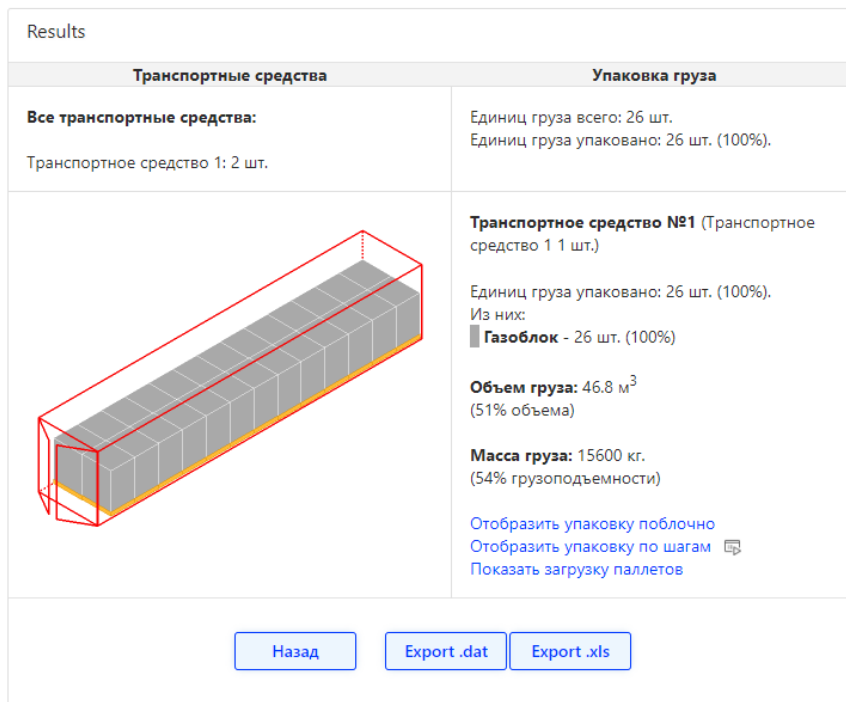 Results
Транспортные средства
Упаковка груза
Все транспортные средства:
Транспортное средство 1: 2 шт.
Единиц груза всего: 26 шт.
Единиц груза упаковано: 26 шт. (100%).
Транспортное средство №1 (Транспортное
средство 1 1 шт.)
Единиц груза упаковано: 26 шт. (100%).
Из них:
Газоблок - 26 шт. (100%)
Объем груза: 46.8 м³
(51% объема)
Масса груза: 15600 кг.
(54% грузоподъемности)
Отобразить упаковку поблочно
Отобразить упаковку по шагам
Показать загрузку паллетов
Назад
Export .dat
Export .xls